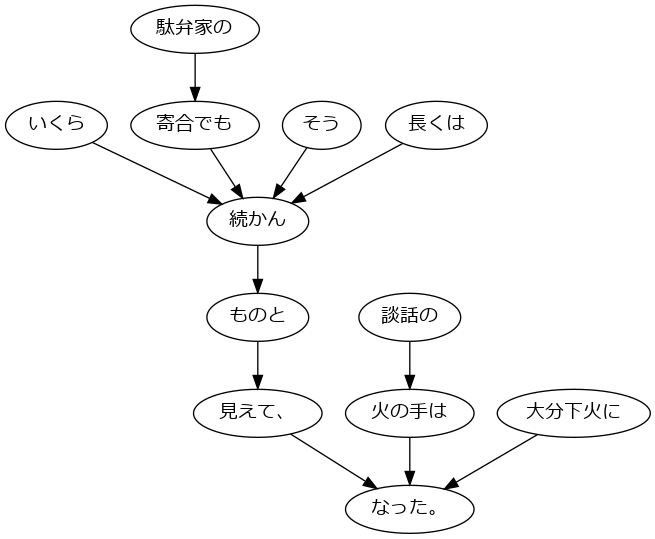 駄弁家の
いくら
寄合でも
そう
長くは
続かん
ものと
談話の
見えて、
火の手は
大分下火に
なった。